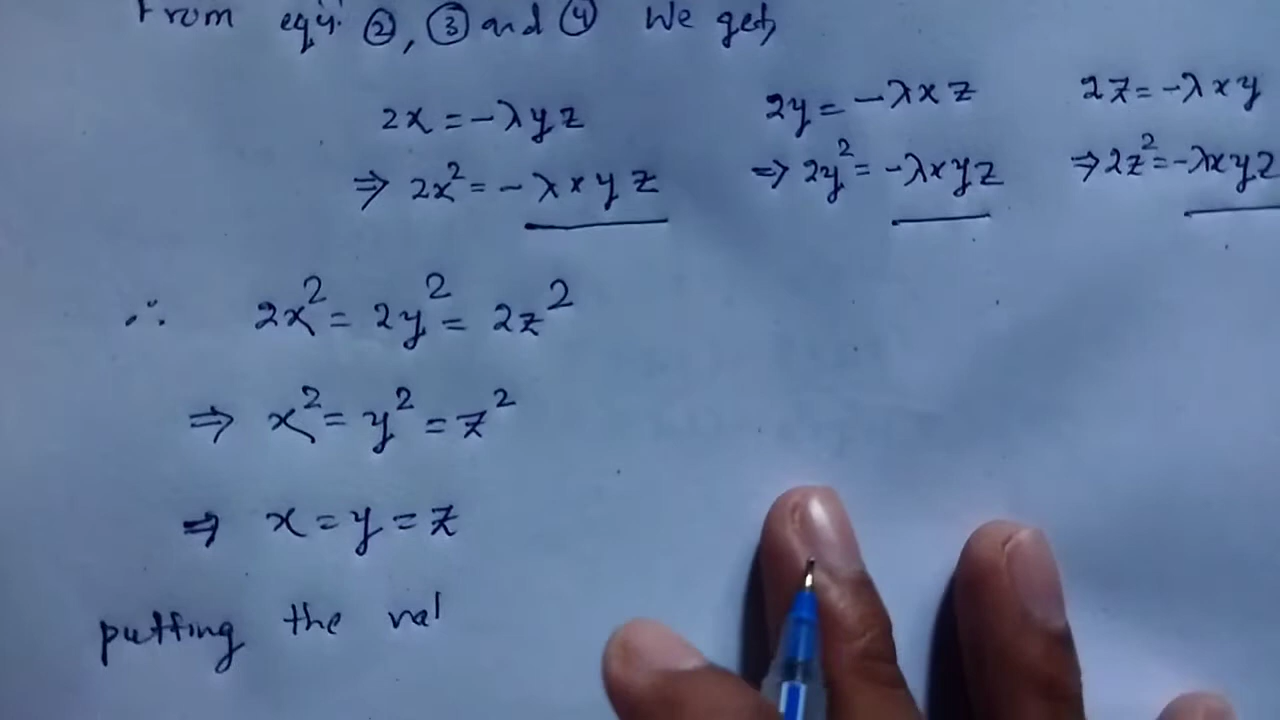 From eqn. ②, ③ and ④ We get,
2x = -λyz 2y = -λxz 2z = -λxy
⇒ 2x² = -λxyz ⇒ 2y² = -λxyz ⇒ 2z² = -λxyz
∴ 2x² = 2y² = 2z²
⇒ x² = y² = z²
⇒ x = y = z
putting the val